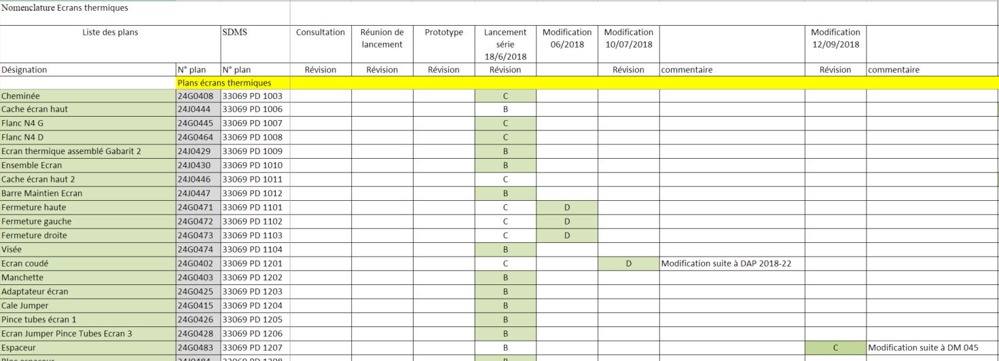 Nomenclature Ecrans thermiques
Liste des plans SDMS Consultation Réunion de lancement Prototype Lancement série 18/6/2018 Modification 06/2018 Modification 10/07/2018 Modification 12/09/2018
Désignation N° plan N° plan Révision Révision Révision Révision Révision commentaire Révision commentaire
Plans écrans thermiques
Cheminée 24G0408 33069 PD 1003 C
Cache écran haut 24J0444 33069 PD 1006 B
Flanc N4 G 24G0445 33069 PD 1007 C
Flanc N4 D 24G0464 33069 PD 1008 C
Ecran thermique assemblé Gabarit 2 24J0429 33069 PD 1009 B
Ensemble Ecran 24J0430 33069 PD 1010 B
Cache écran haut 2 24J0446 33069 PD 1011 C
Barre Maintien Ecran 24J0447 33069 PD 1012 B
Fermeture haute 24G0471 33069 PD 1101 C D
Fermeture gauche 24G0472 33069 PD 1102 C D
Fermeture droite 24G0473 33069 PD 1103 C D
Visée 24G0474 33069 PD 1104 B
Ecran coudé 24G0402 33069 PD 1201 C D Modification suite à DAP 2018-22
Manchette 24G0403 33069 PD 1202 B
Adaptateur écran 24G0425 33069 PD 1203 B
Cale Jumper 24G0415 33069 PD 1204 B
Pince tubes écran 1 24G0426 33069 PD 1205 B
Ecran Jumper Pince Tubes Ecran 3 24G0428 33069 PD 1206 B
Espaceur 24G0483 33069 PD 1207 B C Modification suite à DM 045